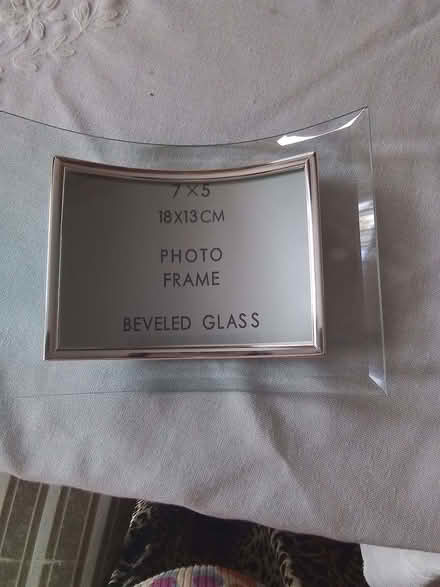 7×5
18X13CM
PHOTO
FRAME
BEVELED GLASS